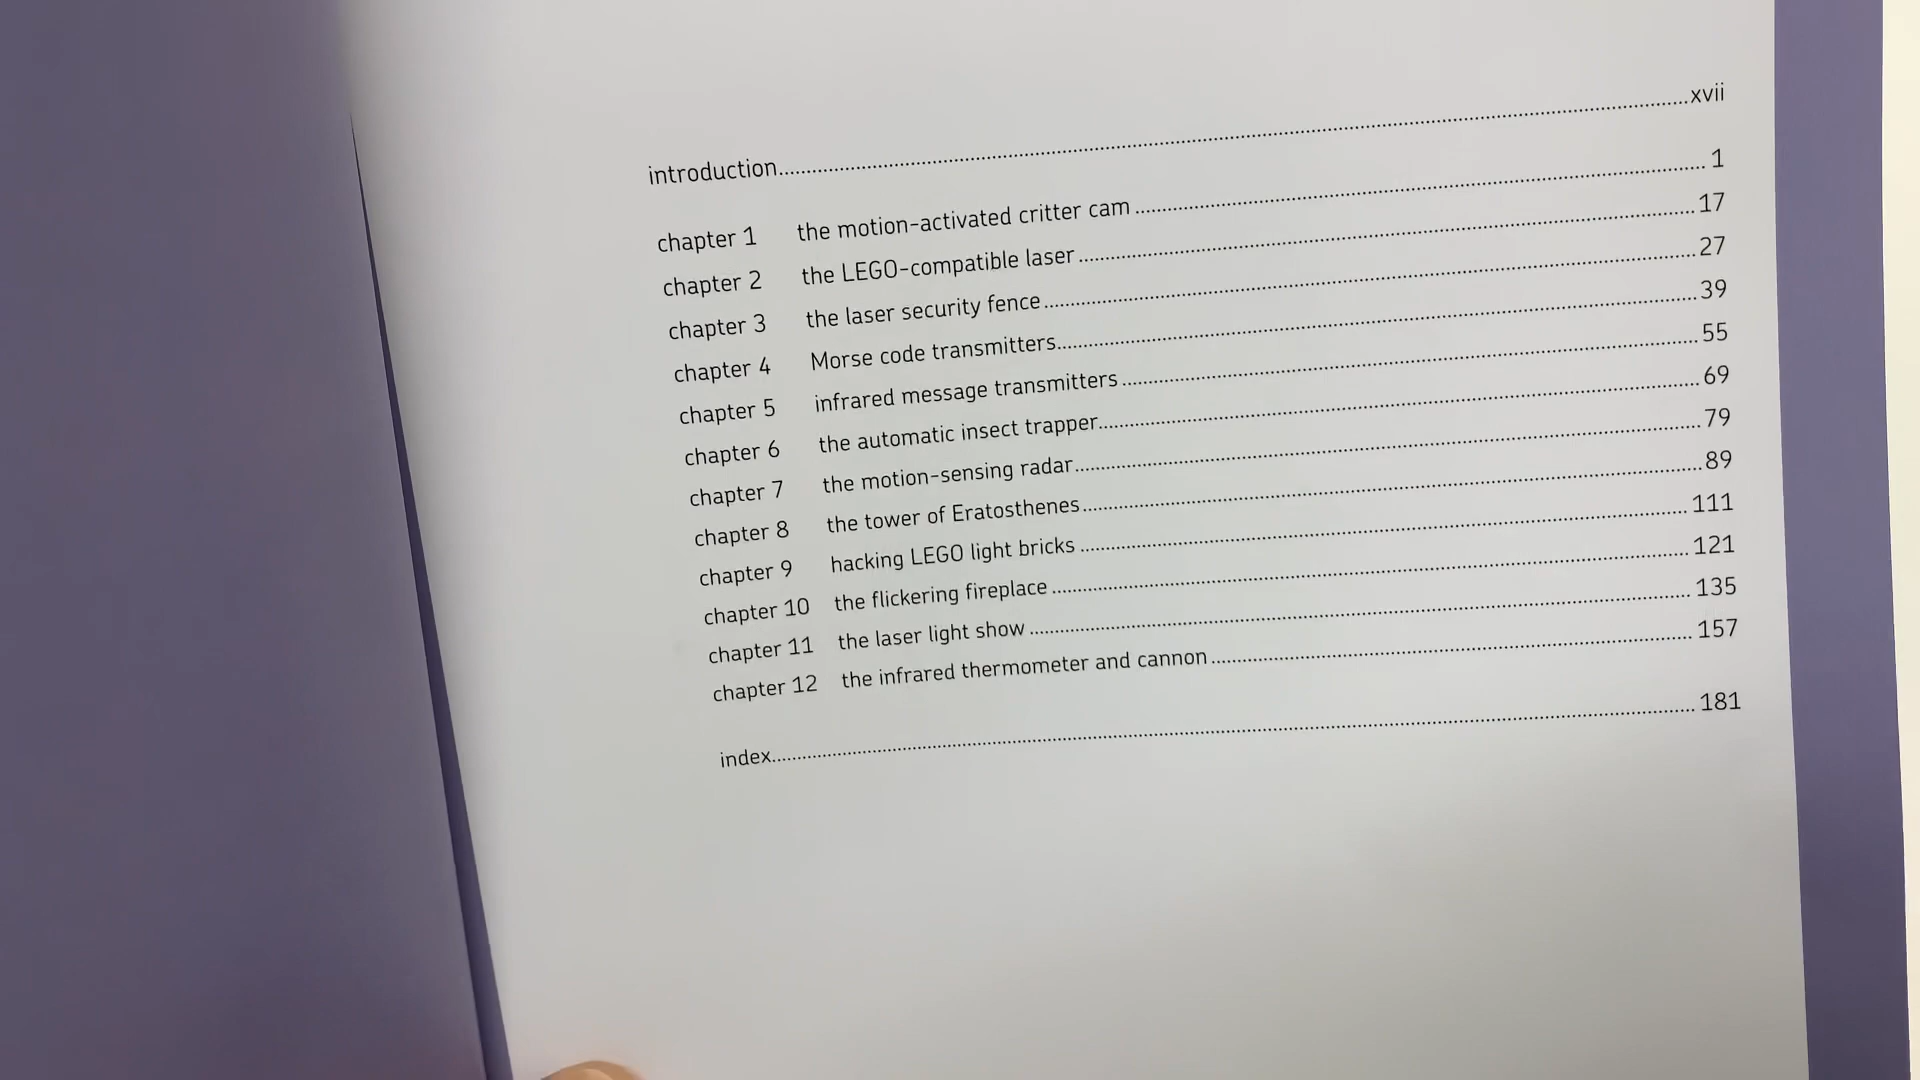 introduction................xvii
chapter 1 the motion-activated critter cam................1
chapter 2 the LEGO-compatible laser................17
chapter 3 the laser security fence................27
chapter 4 Morse code transmitters................39
chapter 5 infrared message transmitters................55
chapter 6 the automatic insect trapper................69
chapter 7 the motion-sensing radar................79
chapter 8 the tower of Eratosthenes................89
chapter 9 hacking LEGO light bricks................111
chapter 10 the flickering fireplace................121
chapter 11 the laser light show................135
chapter 12 the infrared thermometer and cannon................157
index................181